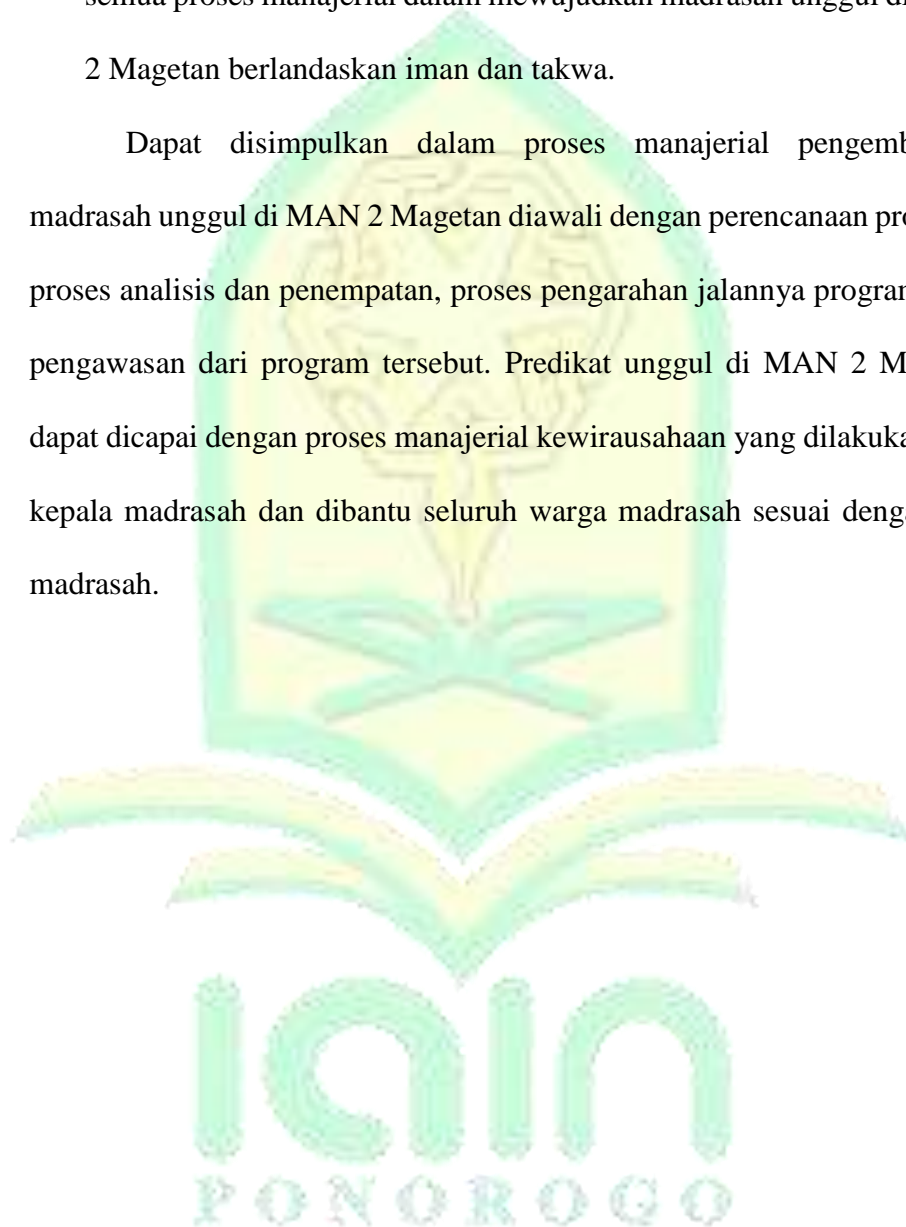 semua proses manajerial dalam mewujudkan madrasah unggul di
2 Magetan berlandaskan iman dan takwa.
Dapat disimpulkan dalam proses manajerial pengemb
madrasah unggul di MAN 2 Magetan diawali dengan perencanaan pro
proses analisis dan penempatan, proses pengarahan jalannya program
pengawasan dari program tersebut. Predikat unggul di MAN 2 M
dapat dicapai dengan proses manajerial kewirausahaan yang dilakuka
kepala madrasah dan dibantu seluruh warga madrasah sesuai denga
madrasah.
iain
PONOROGO